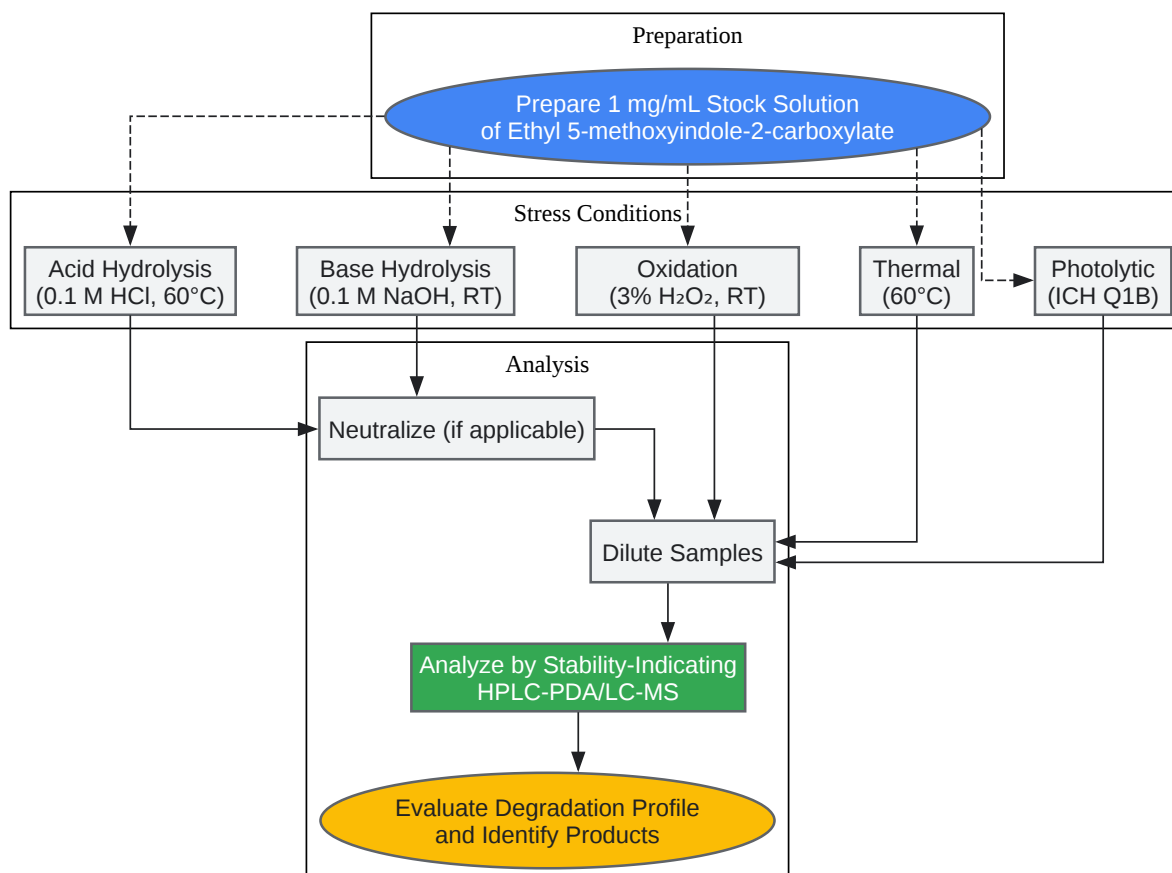 Preparation
Prepare 1 mg/mL Stock Solution
of Ethyl 5-methoxyindole-2-carboxylate
Stress Conditions
Acid Hydrolysis
(0.1 M HCl, 60°C)
Base Hydrolysis
(0.1 M NaOH, RT)
Oxidation
(3% H₂O₂, RT)
Thermal
(60°C)
Photolytic
(ICH Q1B)
Analysis
Neutralize (if applicable)
Dilute Samples
Analyze by Stability-Indicating
HPLC-PDA/LC-MS
Evaluate Degradation Profile
and Identify Products